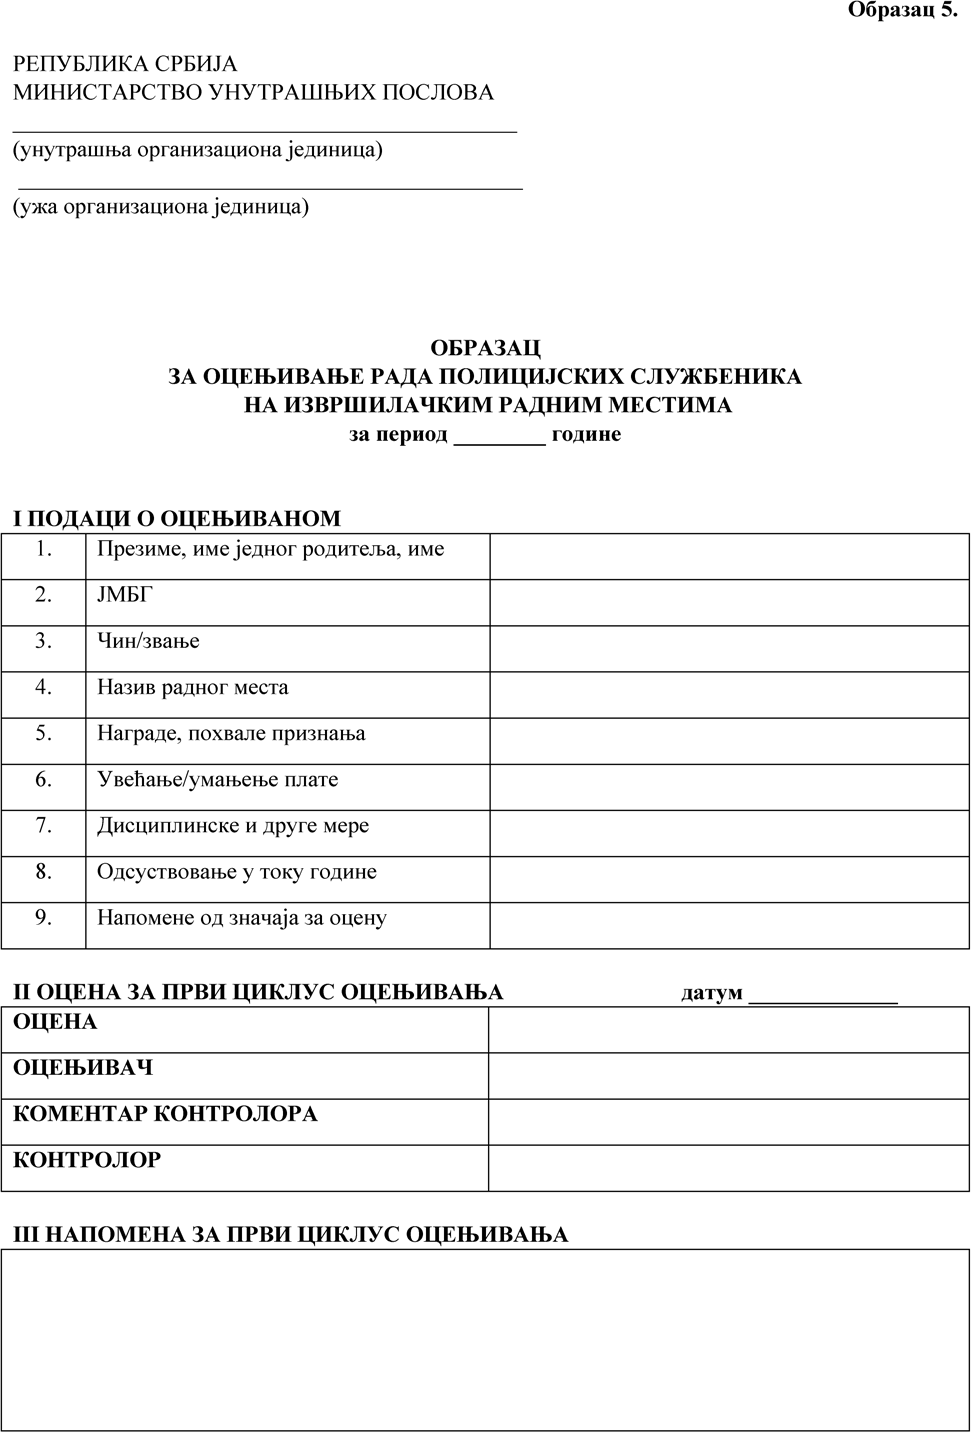 Образац 5.
РЕПУБЛИКА СРБИЈА
МИНИСТАРСТВО УНУТРАШЊИХ ПОСЛОВА
(унутрашња организациона јединица)
(ужа организациона јединица)
ОБРАЗАЦ
ЗА ОЦЕЊИВАЊЕ РАДА ПОЛИЦИЈСКИХ СЛУЖБЕНИКА
НА ИЗВРШИЛАЧКИМ РАДНИМ МЕСТИМА
за период ________ године
I ПОДАЦИ О ОЦЕЊИВАНОМ
1. Презиме, име једног родитеља, име
2. ЈМБГ
3. Чин/звање
4. Назив радног места
5. Награде, похвале признања
6. Увећање/умањење плате
7. Дисциплинске и друге мере
8. Одсуствовање у току године
9. Напомене од значаја за оцену
II ОЦЕНА ЗА ПРВИ ЦИКЛУС ОЦЕЊИВАЊА датум _____________
ОЦЕНА
ОЦЕЊИВАЧ
КОМЕНТАР КОНТРОЛОРА
КОНТРОЛОР
III НАПОМЕНА ЗА ПРВИ ЦИКЛУС ОЦЕЊИВАЊА